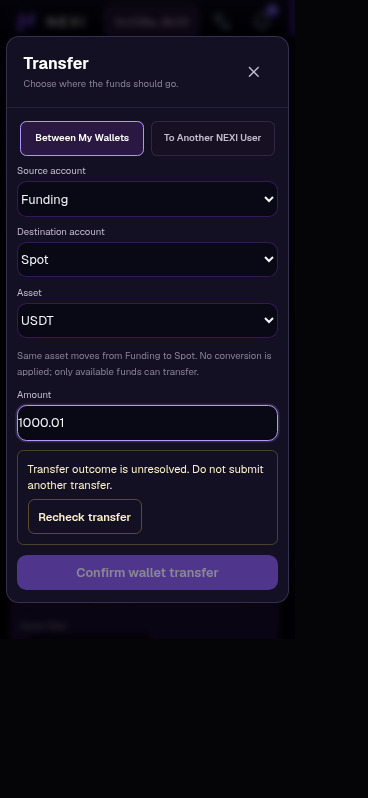 NEXI
Transfer
Choose where the funds should go.
Between My Wallets
To Another NEXI User
Source account
Funding
Destination account
Spot
Asset
USDT
Same asset moves from Funding to Spot. No conversion is
applied; only available funds can transfer.
Amount
1000.01
Transfer outcome is unresolved. Do not submit
another transfer.
Recheck transfer
Confirm wallet transfer